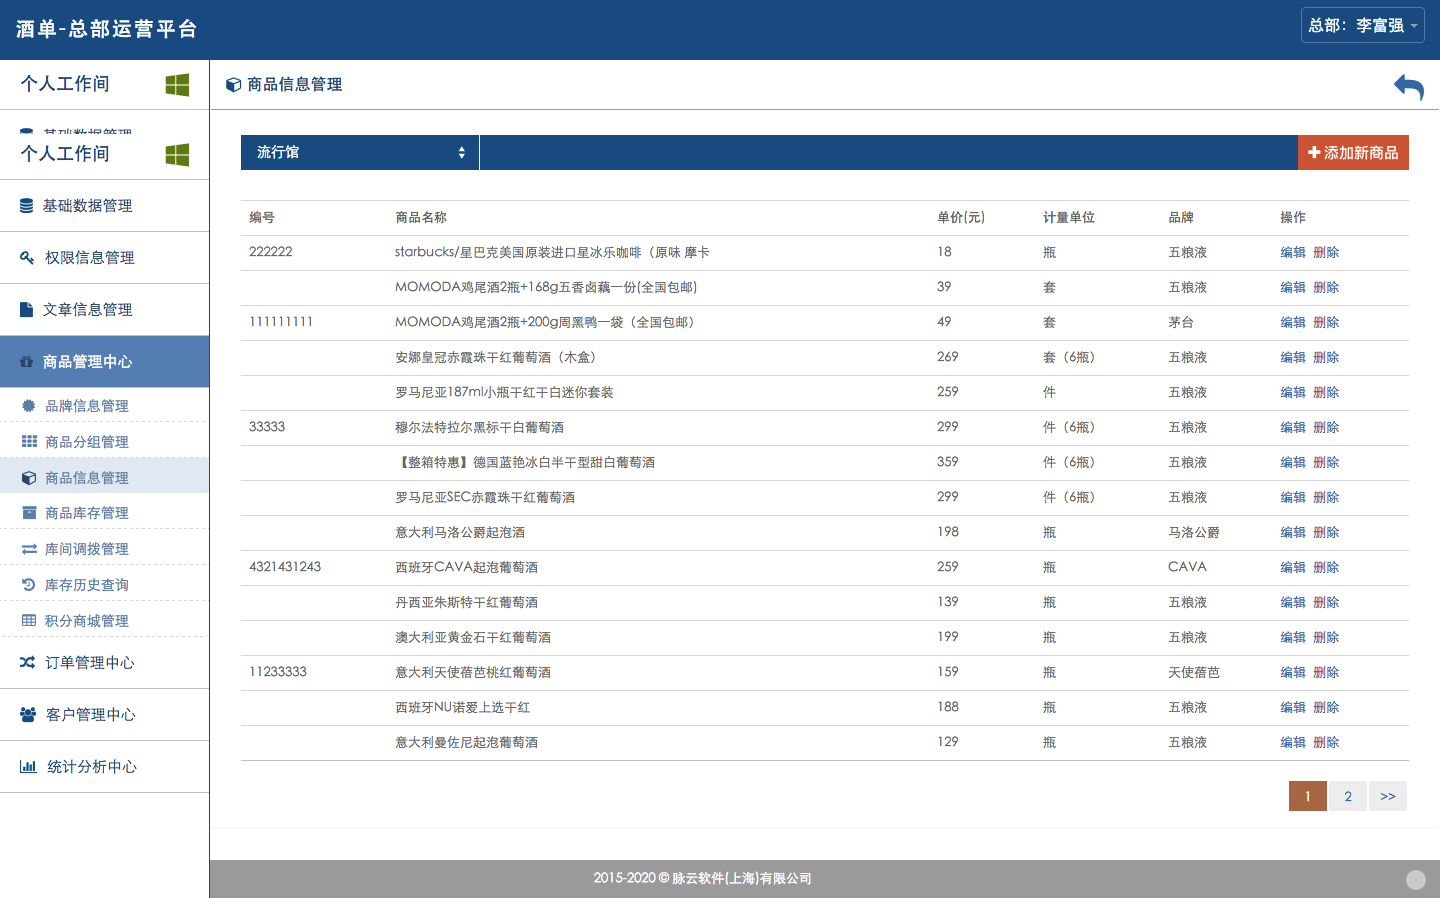 酒单-总部运营平台
总部：李富强
个人工作间
商品信息管理
基础数据管理
个人工作间
基础数据管理
权限信息管理
文章信息管理
商品管理中心
品牌信息管理
商品分组管理
商品信息管理
商品库存管理
库间调拨管理
库存历史查询
积分商城管理
订单管理中心
客户管理中心
统计分析中心
流行馆
添加新商品
编号 商品名称 单价(元) 计量单位 品牌 操作
222222 starbucks/星巴克美国原装进口星冰乐咖啡（原味 摩卡 18 瓶 五粮液 编辑 删除
MOMODA鸡尾酒2瓶+168g五香卤藕一份(全国包邮) 39 套 五粮液 编辑 删除
111111111 MOMODA鸡尾酒2瓶+200g周黑鸭一袋（全国包邮） 49 套 茅台 编辑 删除
安娜皇冠赤霞珠干红葡萄酒（木盒） 269 套（6瓶） 五粮液 编辑 删除
罗马尼亚187ml小瓶干红干白迷你套装 259 件 五粮液 编辑 删除
33333 穆尔法特拉尔黑标干白葡萄酒 299 件（6瓶） 五粮液 编辑 删除
【整箱特惠】德国蓝艳冰白半干型甜白葡萄酒 359 件（6瓶） 五粮液 编辑 删除
罗马尼亚SEC赤霞珠干红葡萄酒 299 件（6瓶） 五粮液 编辑 删除
意大利马洛公爵起泡酒 198 瓶 马洛公爵 编辑 删除
4321431243 西班牙CAVA起泡葡萄酒 259 瓶 CAVA 编辑 删除
丹西亚朱斯特干红葡萄酒 139 瓶 五粮液 编辑 删除
澳大利亚黄金石干红葡萄酒 199 瓶 五粮液 编辑 删除
11233333 意大利天使蓓芭桃红葡萄酒 159 瓶 天使蓓芭 编辑 删除
西班牙NU诺爱上选干红 188 瓶 五粮液 编辑 删除
意大利曼佐尼起泡葡萄酒 129 瓶 五粮液 编辑 删除
1 2 >>
2015-2020 © 脉云软件(上海)有限公司